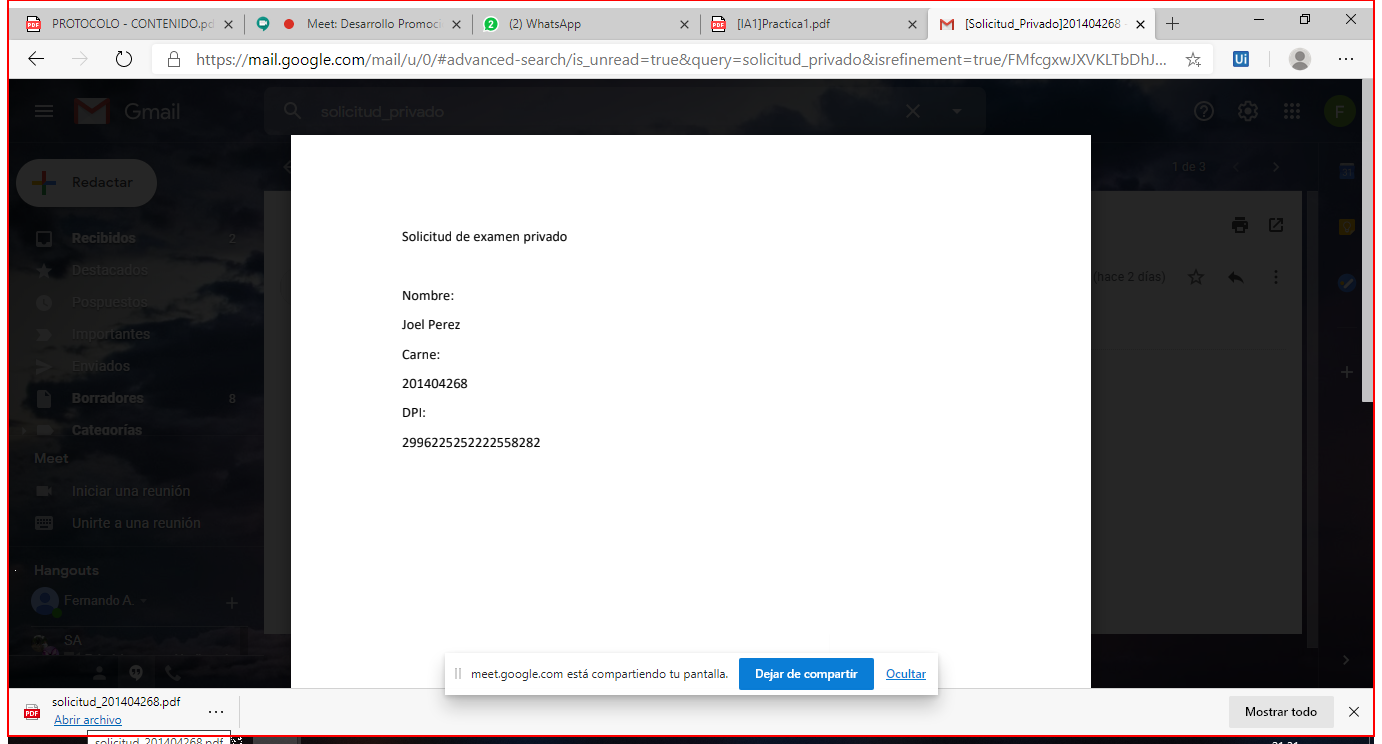 PROTOCOLO - CONTENIDO.pd
Meet: Desarrollo Promoci
(2) WhatsApp
[IA1]Practica1.pdf
[Solicitud_Privado]201404268 -
https://mail.google.com/mail/u/0/#advanced-search/is_unread=true&query=solicitud_privado&isrefinement=true/FMfcgxwJXVKLTbDhJ...
Ui
Gmail
solicitud_privado
F
Redactar
1 de 3
Recibidos 2
Destacados
(hace 2 días)
Pospuestos
Importantes
Enviados
Borradores 8
Categorías
Meet
Iniciar una reunión
Unirte a una reunión
Hangouts
Fernando A.
SA
Solicitud de examen privado
Nombre:
Joel Perez
Carne:
201404268
DPI:
2996225252222558282
meet.google.com está compartiendo tu pantalla.
Dejar de compartir
Ocultar
solicitud_201404268.pdf
Abrir archivo
Mostrar todo
solicitud_201404268.pdf
21:21